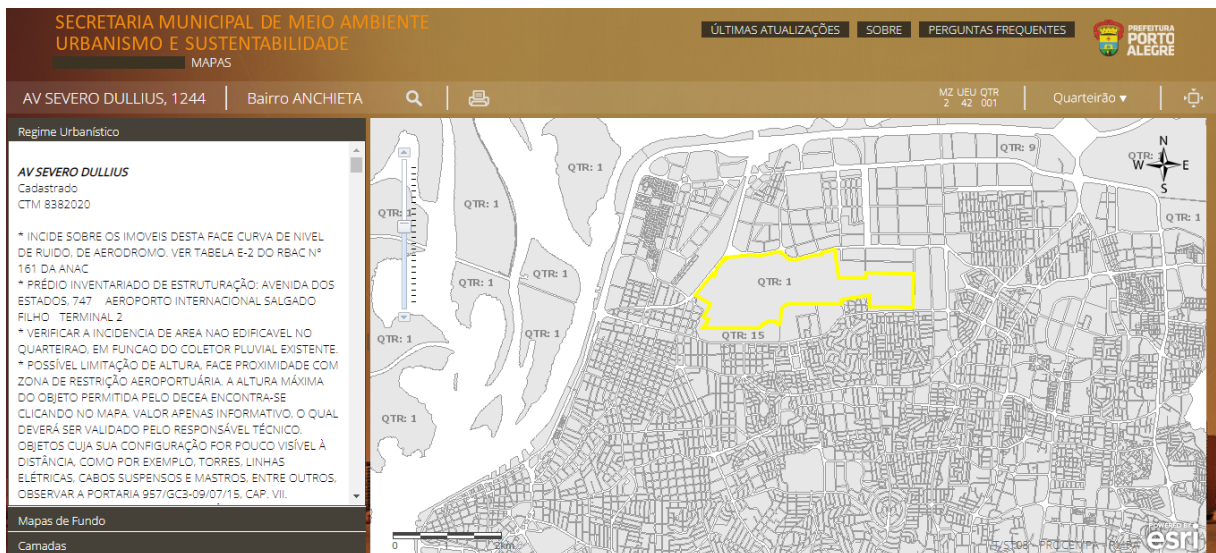 SECRETARIA MUNICIPAL DE MEIO AMBIENTE
URBANISMO E SUSTENTABILIDADE
MAPAS
ÚLTIMAS ATUALIZAÇÕES
SOBRE
PERGUNTAS FREQUENTES
PREFEITURA
PORTO
ALEGRE
AV SEVERO DULLIUS, 1244
Bairro ANCHIETA
MZ UEU QTR
2 42 001
Quarteirão ▾
Regime Urbanístico
AV SEVERO DULLIUS
Cadastrado
CTM 8382020
* INCIDE SOBRE OS IMOVEIS DESTA FACE CURVA DE NIVEL
DE RUIDO, DE AERODROMO. VER TABELA E-2 DO RBAC Nº
161 DA ANAC
* PRÉDIO INVENTARIADO DE ESTRUTURAÇÃO: AVENIDA DOS
ESTADOS, 747 AEROPORTO INTERNACIONAL SALGADO
FILHO TERMINAL 2
* VERIFICAR A INCIDENCIA DE AREA NAO EDIFICAVEL NO
QUARTEIRAO, EM FUNCAO DO COLETOR PLUVIAL EXISTENTE.
* POSSÍVEL LIMITAÇÃO DE ALTURA, FACE PROXIMIDADE COM
ZONA DE RESTRIÇÃO AEROPORTUÁRIA. A ALTURA MÁXIMA
DO OBJETO PERMITIDA PELO DECEA ENCONTRA-SE
CLICANDO NO MAPA. VALOR APENAS INFORMATIVO, O QUAL
DEVERÁ SER VALIDADO PELO RESPONSÁVEL TÉCNICO.
OBJETOS CUJA SUA CONFIGURAÇÃO FOR POUCO VISÍVEL À
DISTÂNCIA, COMO POR EXEMPLO, TORRES, LINHAS
ELÉTRICAS, CABOS SUSPENSOS E MASTROS, ENTRE OUTROS,
OBSERVAR A PORTARIA 957/GC3-09/07/15, CAP. VII.
Mapas de Fundo
Camadas
QTR: 9
N
QTR: 1
W
E
S
QTR: 1
QTR: 1
QTR: 1
QTR: 1
QTR: 1
QTR: 1
QTR: 1
QTR: 1
QTR: 1
QTR: 15
QTR: 1
0
2km
POWERED BY
esri